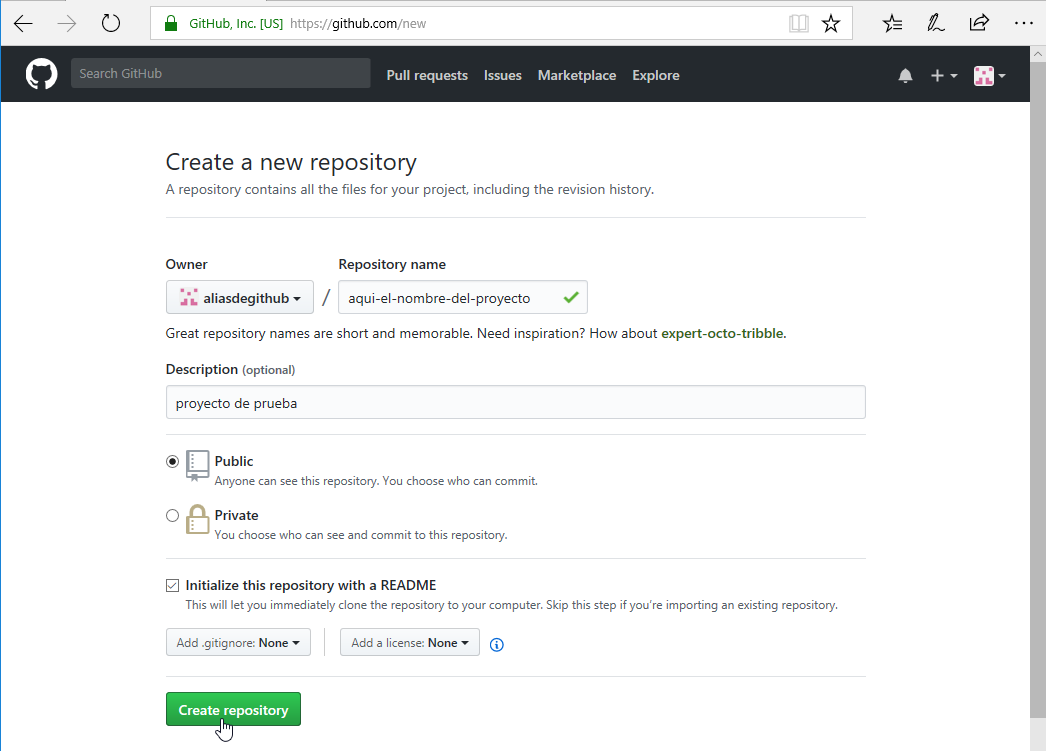 GitHub, Inc. [US] https://github.com/new
Search GitHub
Pull requests Issues Marketplace Explore
Create a new repository
A repository contains all the files for your project, including the revision history.
Owner Repository name
aliasdegithub / aqui-el-nombre-del-proyecto
Great repository names are short and memorable. Need inspiration? How about expert-octo-tribble.
Description (optional)
proyecto de prueba
Public
Anyone can see this repository. You choose who can commit.
Private
You choose who can see and commit to this repository.
Initialize this repository with a README
This will let you immediately clone the repository to your computer. Skip this step if you're importing an existing repository.
Add .gitignore: None Add a license: None
Create repository